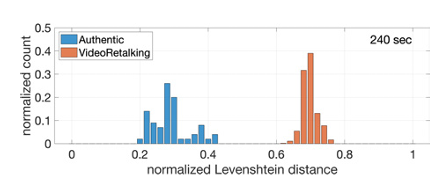 0.5
Authentic
240 sec
VideoRetalking
0.4
0.3
0.2
0.1
0
normalized count
0 0.2 0.4 0.6 0.8 1
normalized Levenshtein distance